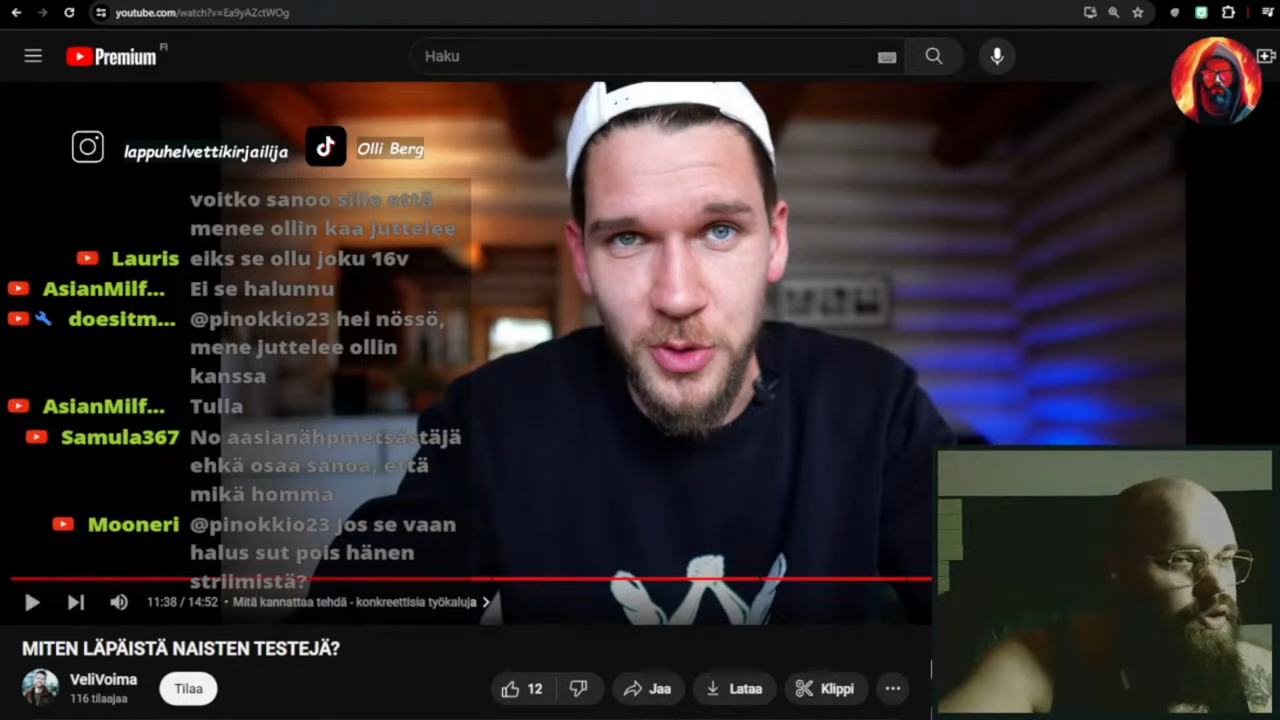 youtube.com/watch?v=Ea9yAZctWOg
Premium FI
Haku
lappuhelvettikirjailija
Olli Berg
voitko sanoo sille että
menee ollin kaa juttelee
Lauris eiks se ollu joku 16v
AsianMilf... Ei se halunnu
doesitm... @pinokkio23 hei nössö,
mene juttelee ollin
kanssa
AsianMilf... Tulla
Samula367 No aasianähpmetsästäjä
ehkä osaa sanoa, että
mikä homma
Mooneri @pinokkio23 Jos se vaan
halus sut pois hänen
striimistä?
11:38 / 14:52 • Mitä kannattaa tehdä - konkreettisia työkaluja
MITEN LÄPÄISTÄ NAISTEN TESTEJÄ?
VeliVoima
116 tilaajaa
Tilaa
12
Jaa
Lataa
Klippi